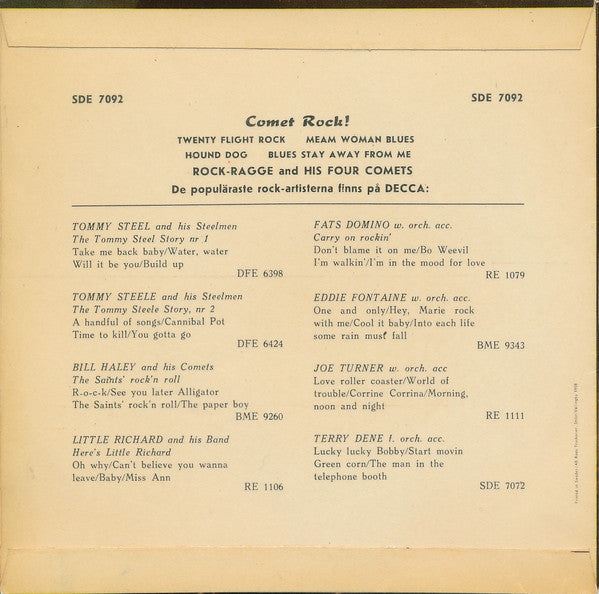 SDE 7092
SDE 7092
Comet Rock!
TWENTY FLIGHT ROCK MEAM WOMAN BLUES
HOUND DOG BLUES STAY AWAY FROM ME
ROCK-RAGGE and HIS FOUR COMETS
De populäraste rock-artisterna finns på DECCA:
TOMMY STEEL and his Steelmen
The Tommy Steel Story nr 1
Take me back baby/Water, water
Will it be you/Build up
DFE 6398
TOMMY STEELE and his Steelmen
The Tommy Steele Story, nr 2
A handful of songs/Cannibal Pot
Time to kill/You gotta go
DFE 6424
BILL HALEY and his Comets
The Saints' rock'n roll
R-o-c-k/See you later Alligator
The Saints' rock'n roll/The paper boy
BME 9260
LITTLE RICHARD and his Band
Here's Little Richard
Oh why/Can't believe you wanna
leave/Baby/Miss Ann
RE 1106
FATS DOMINO w. orch. acc.
Carry on rockin'
Don't blame it on me/Bo Weevil
I'm walkin'/I'm in the mood for love
RE 1079
EDDIE FONTAINE w. orch. acc.
One and only/Hey, Marie rock
with me/Cool it baby/Into each life
some rain must fall
BME 9343
JOE TURNER w. orch. acc
Love roller coaster/World of
trouble/Corrine Corrina/Morning,
noon and night
RE 1111
TERRY DENE t. orch. acc.
Lucky lucky Bobby/Start movin
Green corn/The man in the
telephone booth
SDE 7072
Printed in Sweden